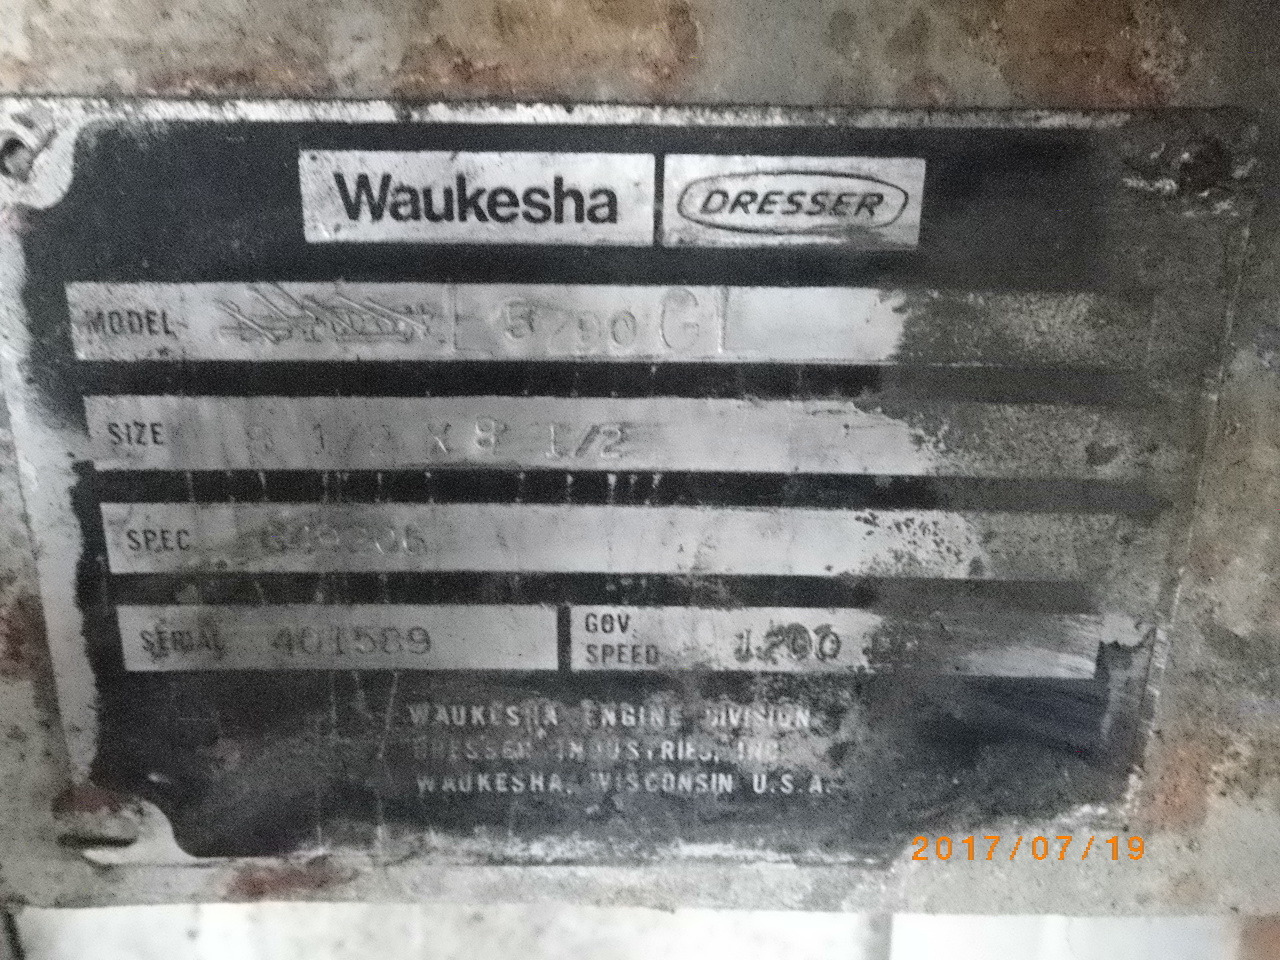 Waukesha DRESSER
MODEL L 5790 GL
SIZE 8 1/2 X 8 1/2
SPEC
SERIAL 401589
GOV. SPEED 1200
WAUKESHA ENGINE DIVISION
DRESSER INDUSTRIES, INC.
WAUKESHA, WISCONSIN U.S.A.
2017/07/19